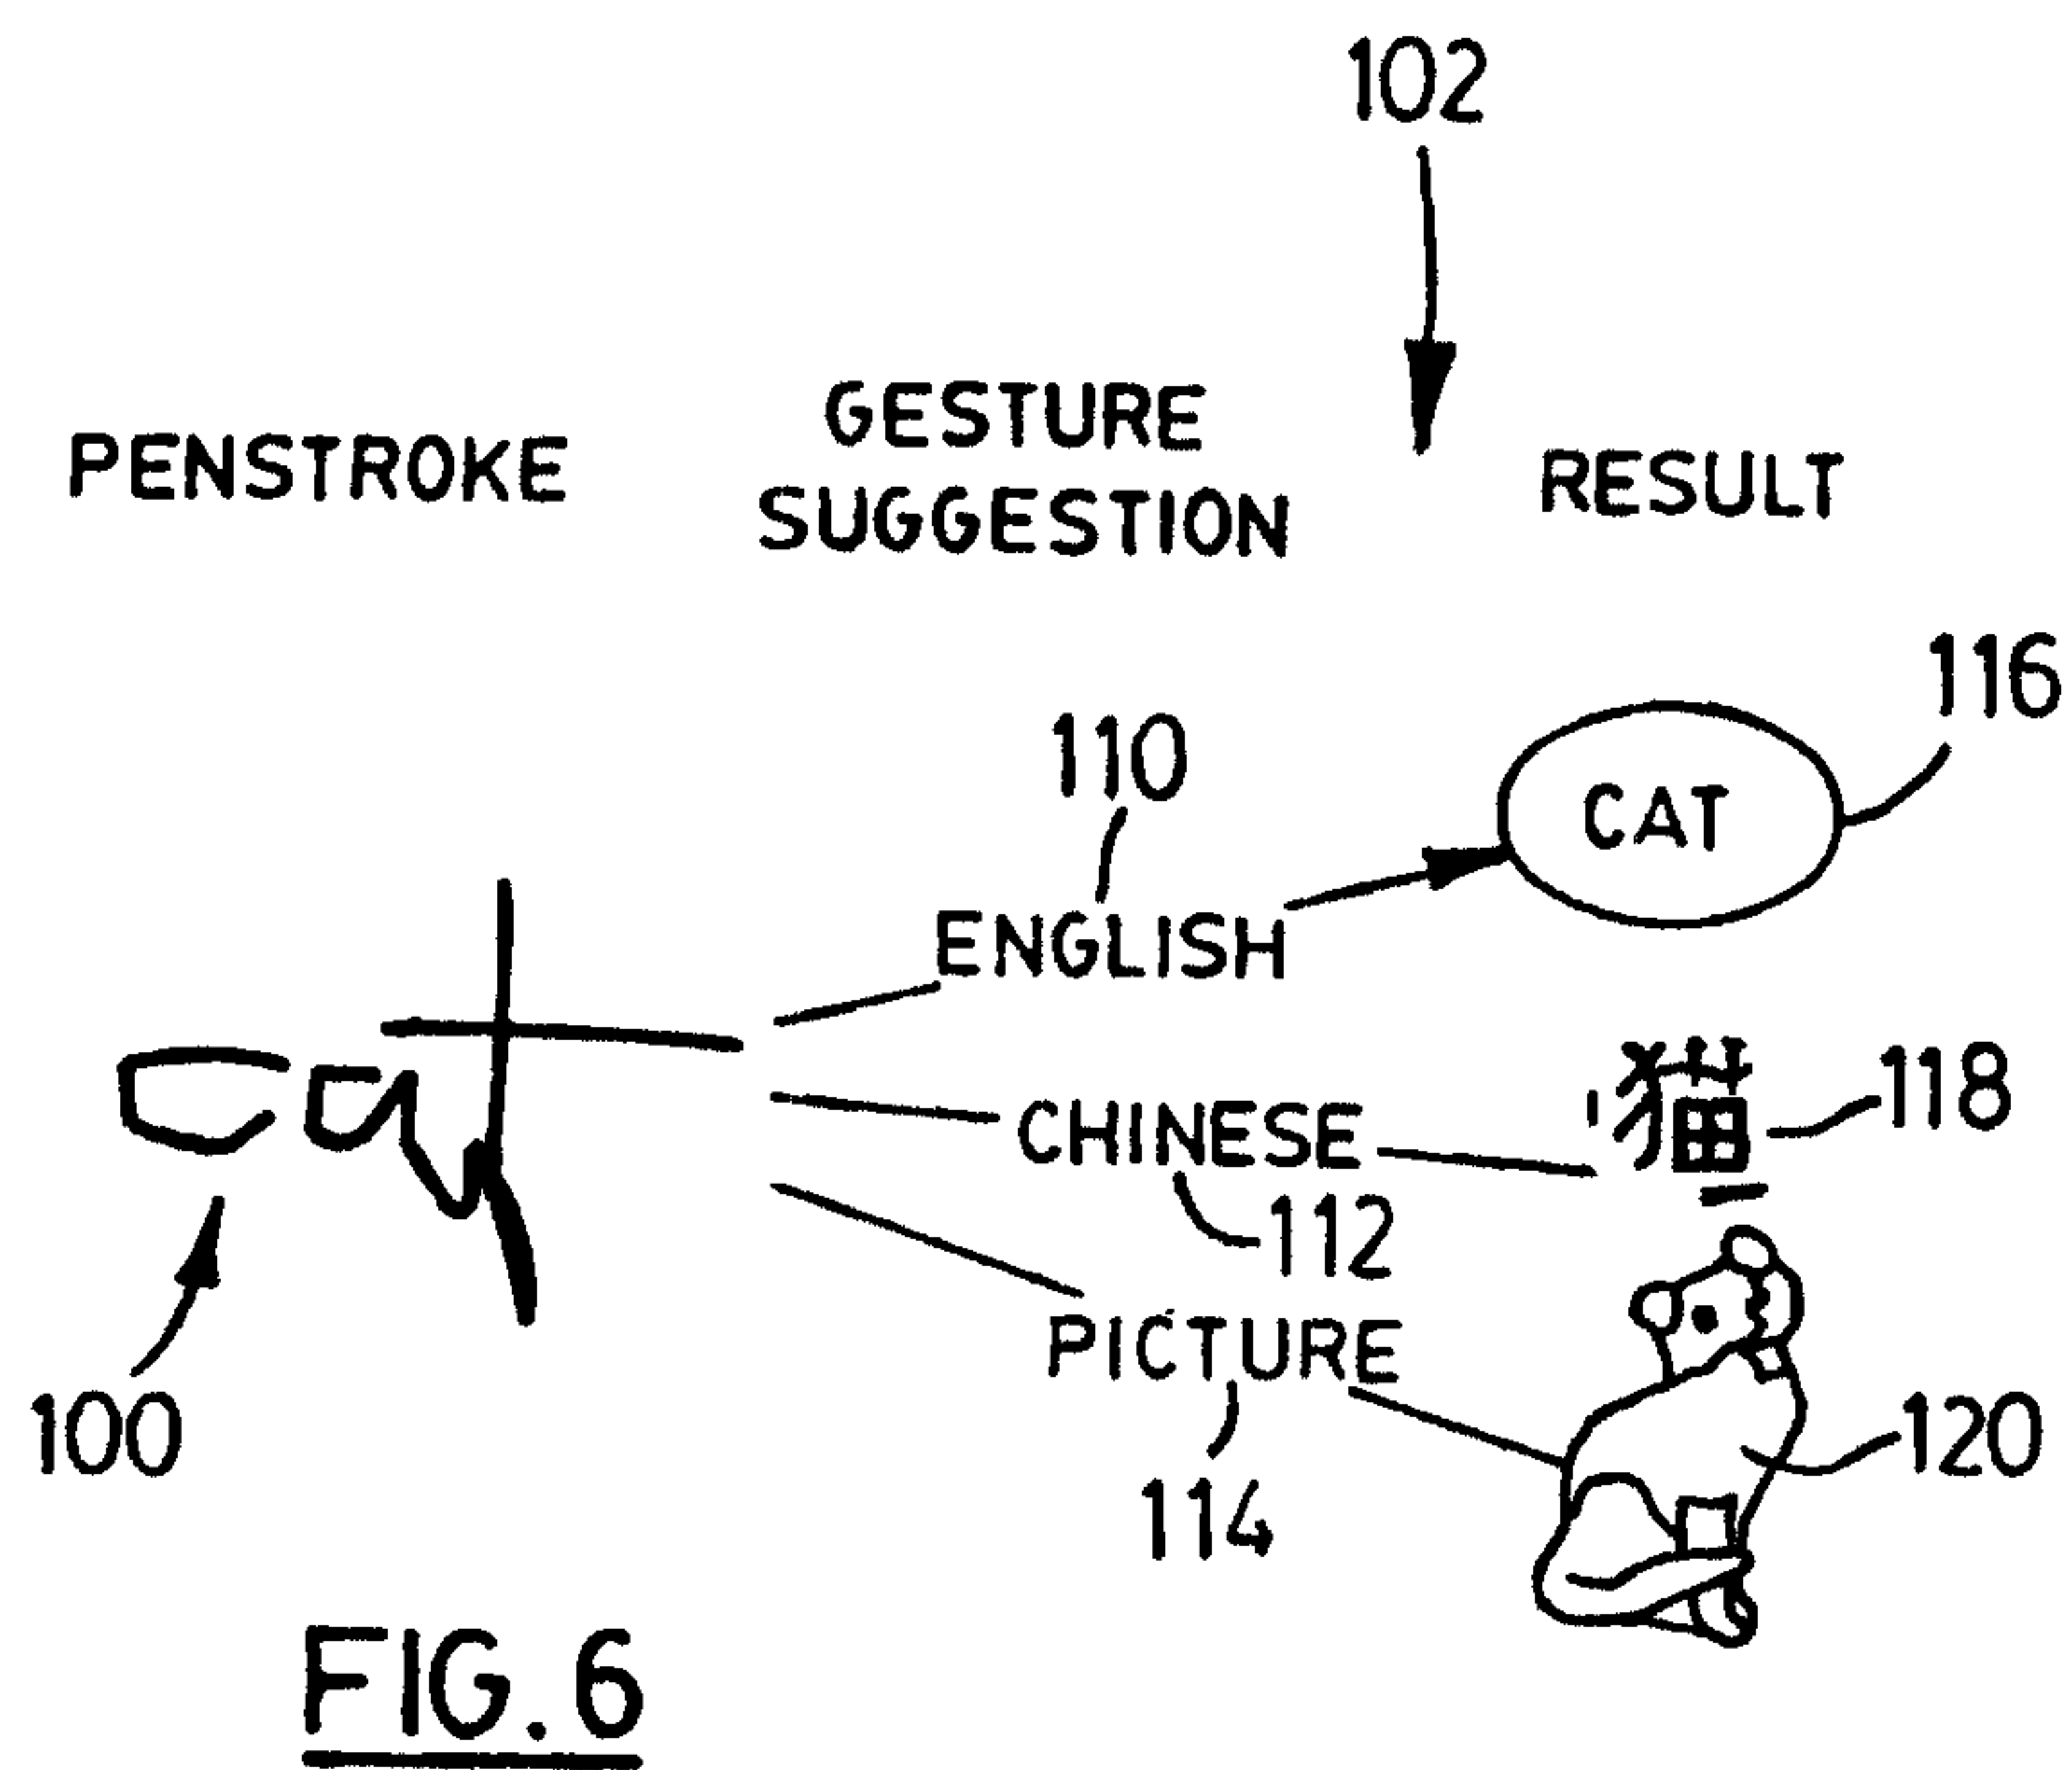 102
PENSTROKE
GESTURE
SUGGESTION
RESULT
116
110
CAT
ENGLISH
cat
118
猫
CHINESE
112
PICTURE
100
120
114
FIG.6